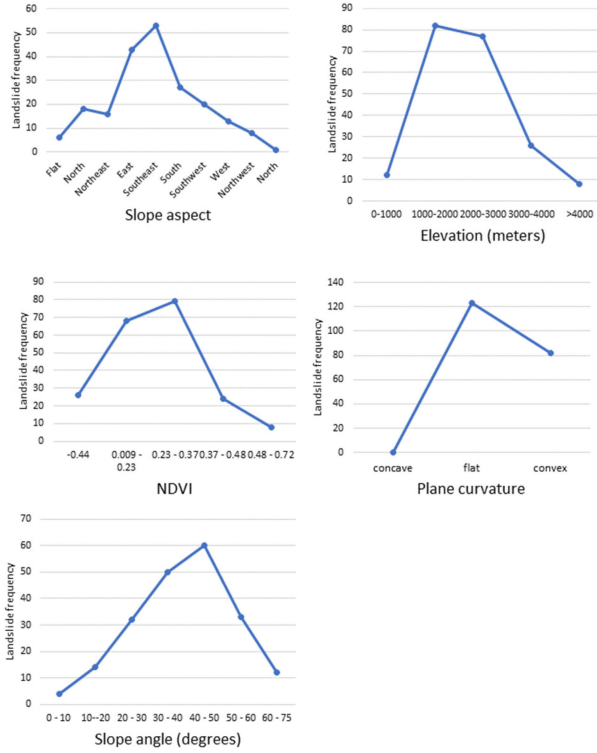 60
50
40
30
20
10
0
Landslide frequency
Flat North Northeast East Southeast South Southwest West Northwest North
Slope aspect
90
80
70
60
50
40
30
20
10
0
Landslide frequency
0-1000 1000-2000 2000-3000 3000-4000 >4000
Elevation (meters)
90
80
70
60
50
40
30
20
10
0
Landslide frequency
-0.44 0.009 - 0.23 - 0.37 0.37 - 0.48 0.48 - 0.72
0.23
NDVI
140
120
100
80
60
40
20
0
Landslide frequency
concave flat convex
Plane curvature
70
60
50
40
30
20
10
0
Landslide frequency
0 - 10 10--20 20 - 30 30 - 40 40 - 50 50 - 60 60 - 75
Slope angle (degrees)